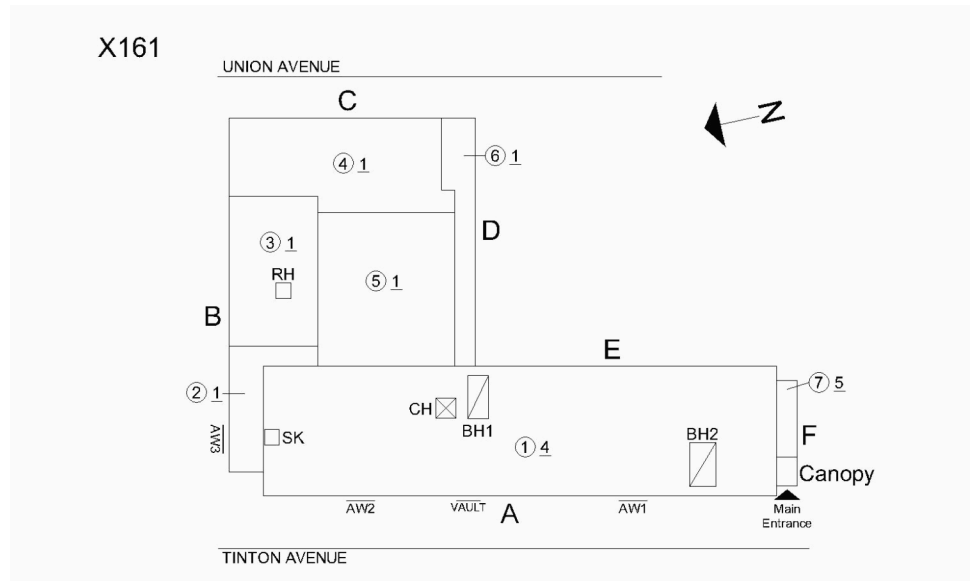 X161
UNION AVENUE
C
N
④ 1
⑥ 1
D
③ 1
RH
⑤ 1
B
E
② 1
⑦ 5
CH
BH1
AW3
SK
① 4
BH2
F
Canopy
AW2
VAULT
A
AW1
Main
Entrance
TINTON AVENUE